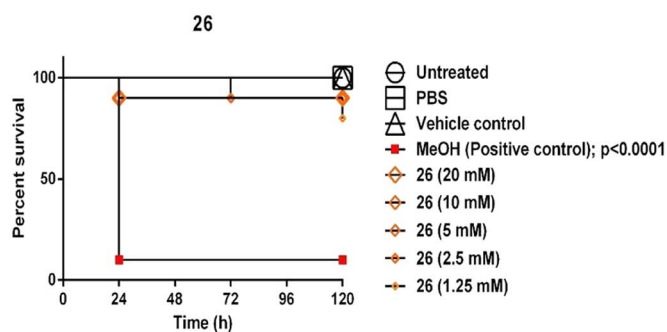 26
Percent survival
100
50
0
0 24 48 72 96 120
Time (h)
Untreated
PBS
Vehicle control
MeOH (Positive control); p<0.0001
26 (20 mM)
26 (10 mM)
26 (5 mM)
26 (2.5 mM)
26 (1.25 mM)